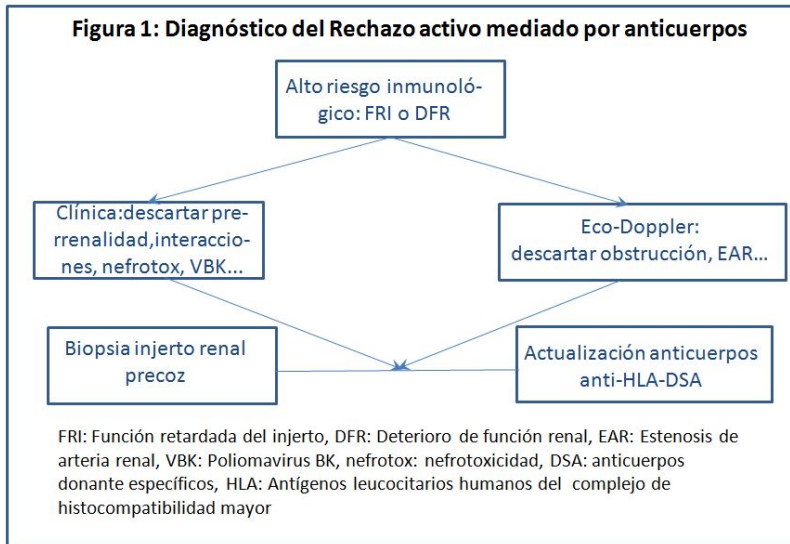 Figura 1: Diagnóstico del Rechazo activo mediado por anticuerpos
Alto riesgo inmunoló-
gico: FRI o DFR
Clínica:descartar pre-
rrenalidad,interaccio-
nes, nefrotox, VBK...
Eco-Doppler:
descartar obstrucción, EAR...
Biopsia injerto renal
precoz
Actualización anticuerpos
anti-HLA-DSA
FRI: Función retardada del injerto, DFR: Deterioro de función renal, EAR: Estenosis de
arteria renal, VBK: Poliomavirus BK, nefrotox: nefrotoxicidad, DSA: anticuerpos
donante específicos, HLA: Antígenos leucocitarios humanos del complejo de
histocompatibilidad mayor